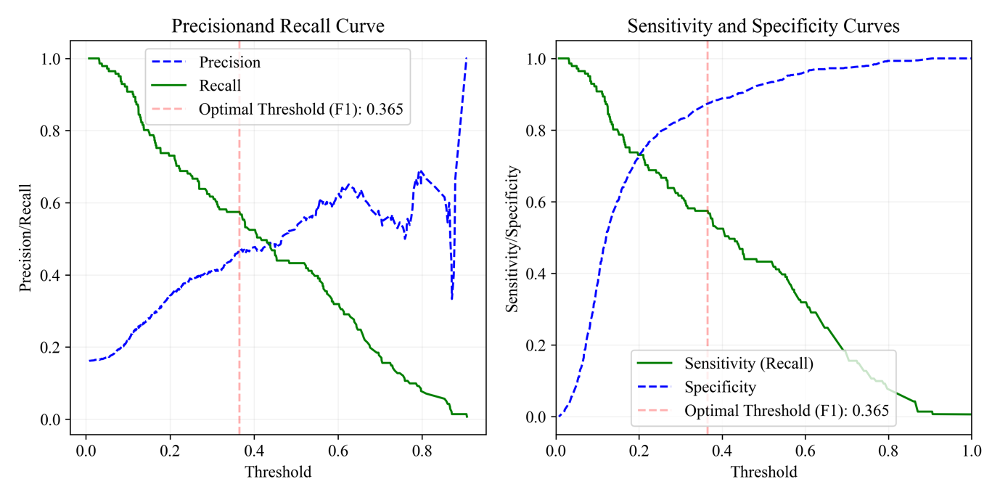 Precisionand Recall Curve
Precision/Recall
1.0
0.8
0.6
0.4
0.2
0.0
Precision
Recall
Optimal Threshold (F1): 0.365
0.0 0.2 0.4 0.6 0.8
Threshold
Sensitivity and Specificity Curves
Sensitivity/Specificity
1.0
0.8
0.6
0.4
0.2
0.0
Sensitivity (Recall)
Specificity
Optimal Threshold (F1): 0.365
0.0 0.2 0.4 0.6 0.8 1.0
Threshold